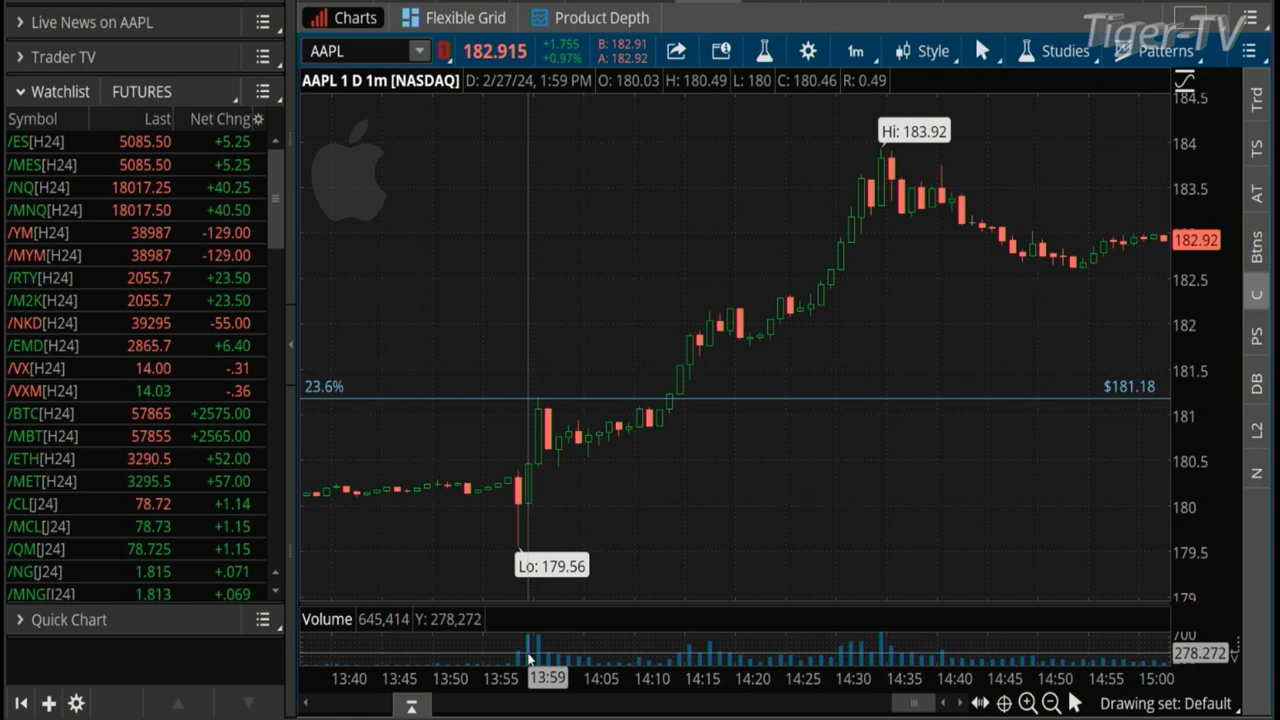 Live News on AAPL
Trader TV
Watchlist FUTURES
Symbol Last Net Chng
/ES[H24] 5085.50 +5.25
/MES[H24] 5085.50 +5.25
/NQ[H24] 18017.25 +40.25
/MNQ[H24] 18017.50 +40.50
/YM[H24] 38987 -129.00
/MYM[H24] 38987 -129.00
/RTY[H24] 2055.7 +23.50
/M2K[H24] 2055.7 +23.50
/NKD[H24] 39295 -55.00
/EMD[H24] 2865.7 +6.40
/VX[H24] 14.00 -.31
/VXM[H24] 14.03 -.36
/BTC[H24] 57865 +2575.00
/MBT[H24] 57855 +2565.00
/ETH[H24] 3290.5 +52.00
/MET[H24] 3295.5 +57.00
/CL[J24] 78.72 +1.14
/MCL[J24] 78.73 +1.15
/QM[J24] 78.725 +1.15
/NG[J24] 1.815 +.071
/MNG[J24] 1.813 +.069
Quick Chart
Charts Flexible Grid Product Depth
Tiger-TV
AAPL 182.915 +1.755 +0.97% B: 182.91 A: 182.92 1m Style Studies Patterns
AAPL 1 D 1m [NASDAQ] D: 2/27/24, 1:59 PM O: 180.03 H: 180.49 L: 180 C: 180.46 R: 0.49
184.5
Hi: 183.92
184
183.5
182.92
182.5
182
181.5
23.6% $181.18
181
180.5
180
179.5
Lo: 179.56
179
Volume 645,414 Y: 278,272
700
278.272
13:40 13:45 13:50 13:55 13:59 14:05 14:10 14:15 14:20 14:25 14:30 14:35 14:40 14:45 14:50 14:55 15:00
Drawing set: Default
Trd
TS
AT
Btns
C
PS
DB
L2
N